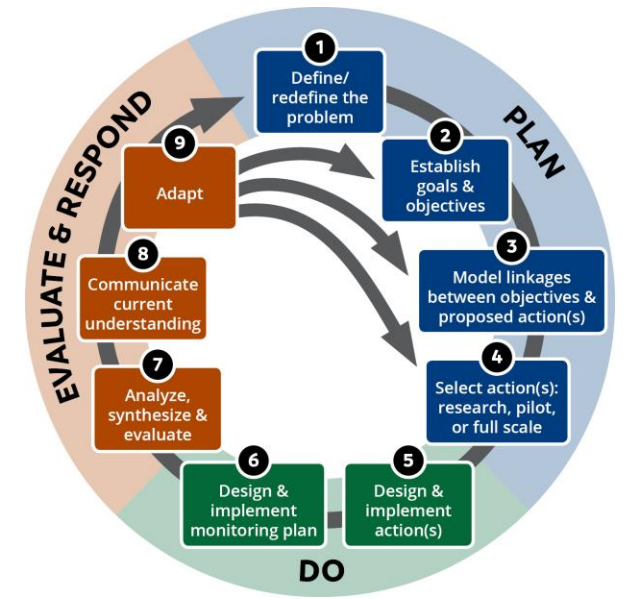 1
Define/
redefine the
problem
2
Establish
goals &
objectives
3
Model linkages
between objectives &
proposed action(s)
4
Select action(s):
research, pilot,
or full scale
5
Design &
implement
action(s)
6
Design &
implement
monitoring plan
7
Analyze,
synthesize &
evaluate
8
Communicate
current
understanding
9
Adapt
PLAN
DO
EVALUATE & RESPOND